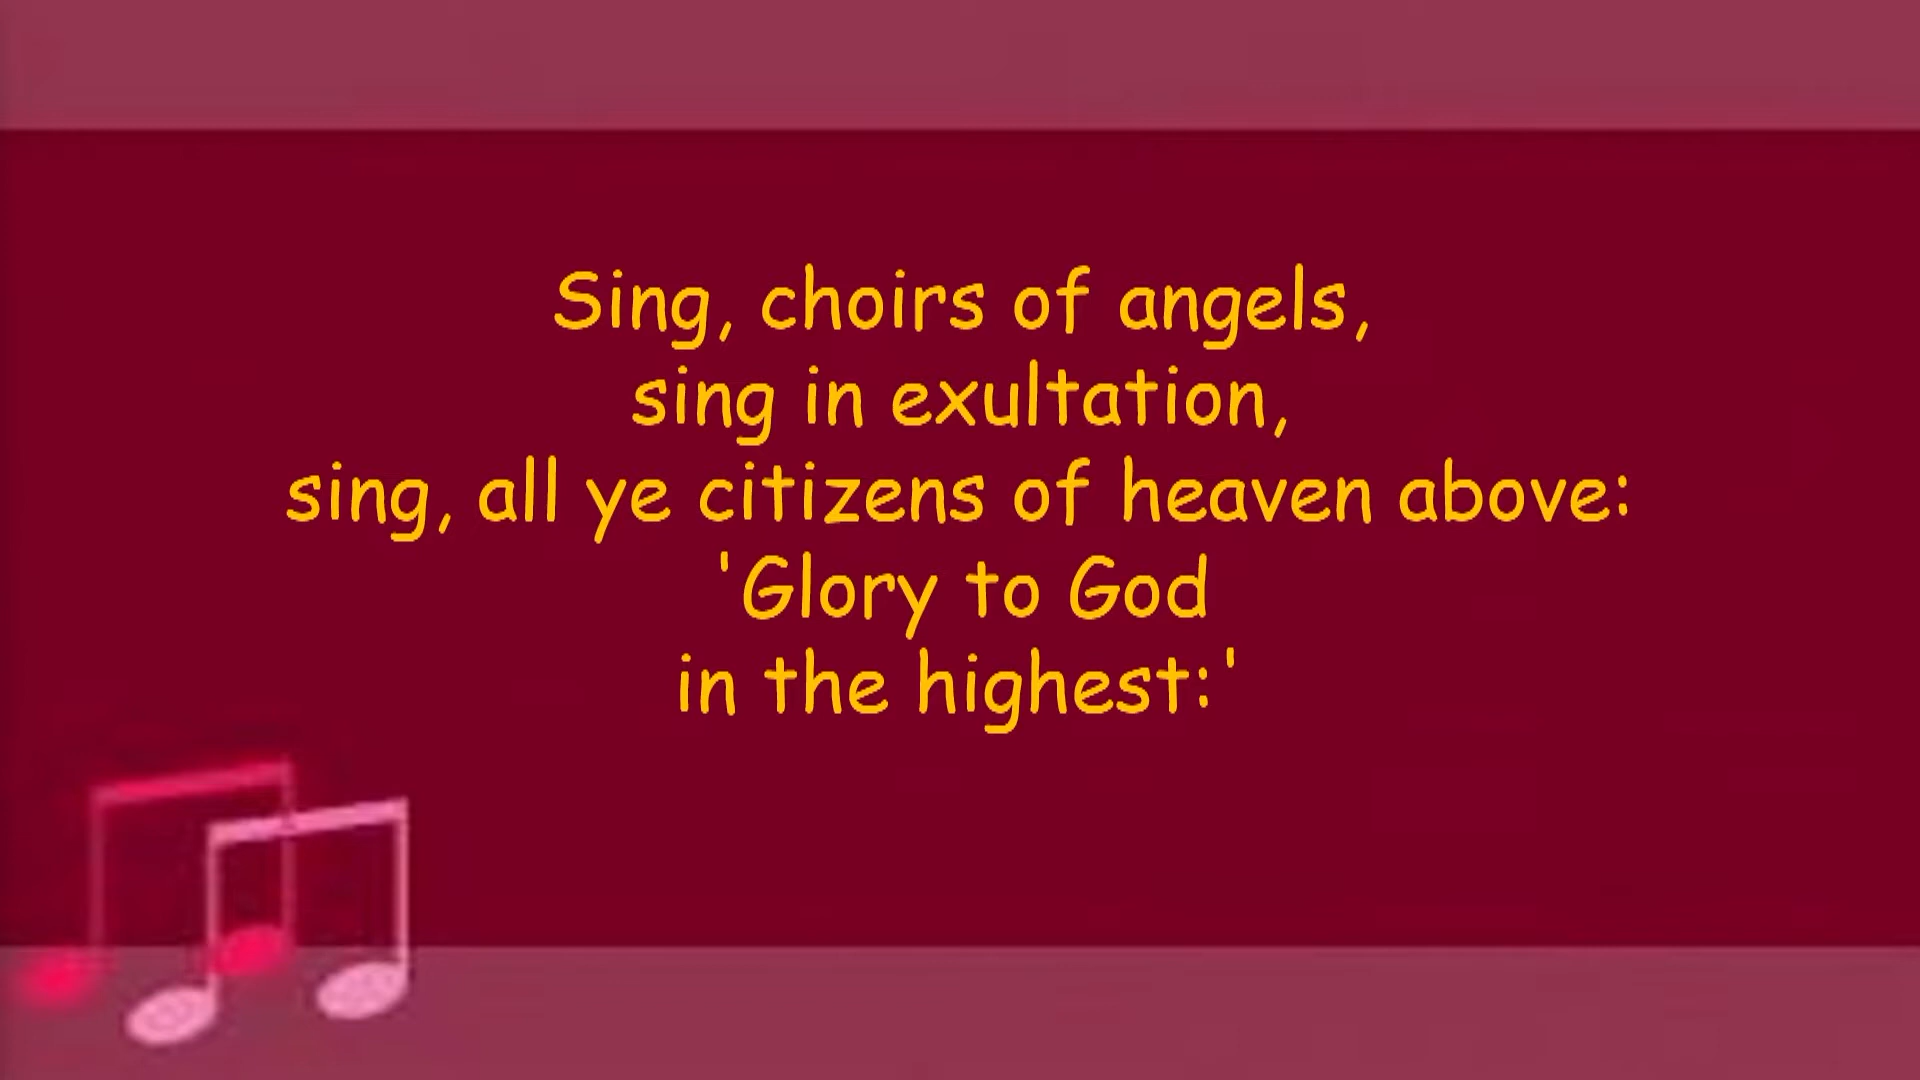 Sing, choirs of angels,
sing in exultation,
sing, all ye citizens of heaven above:
'Glory to God
in the highest:'